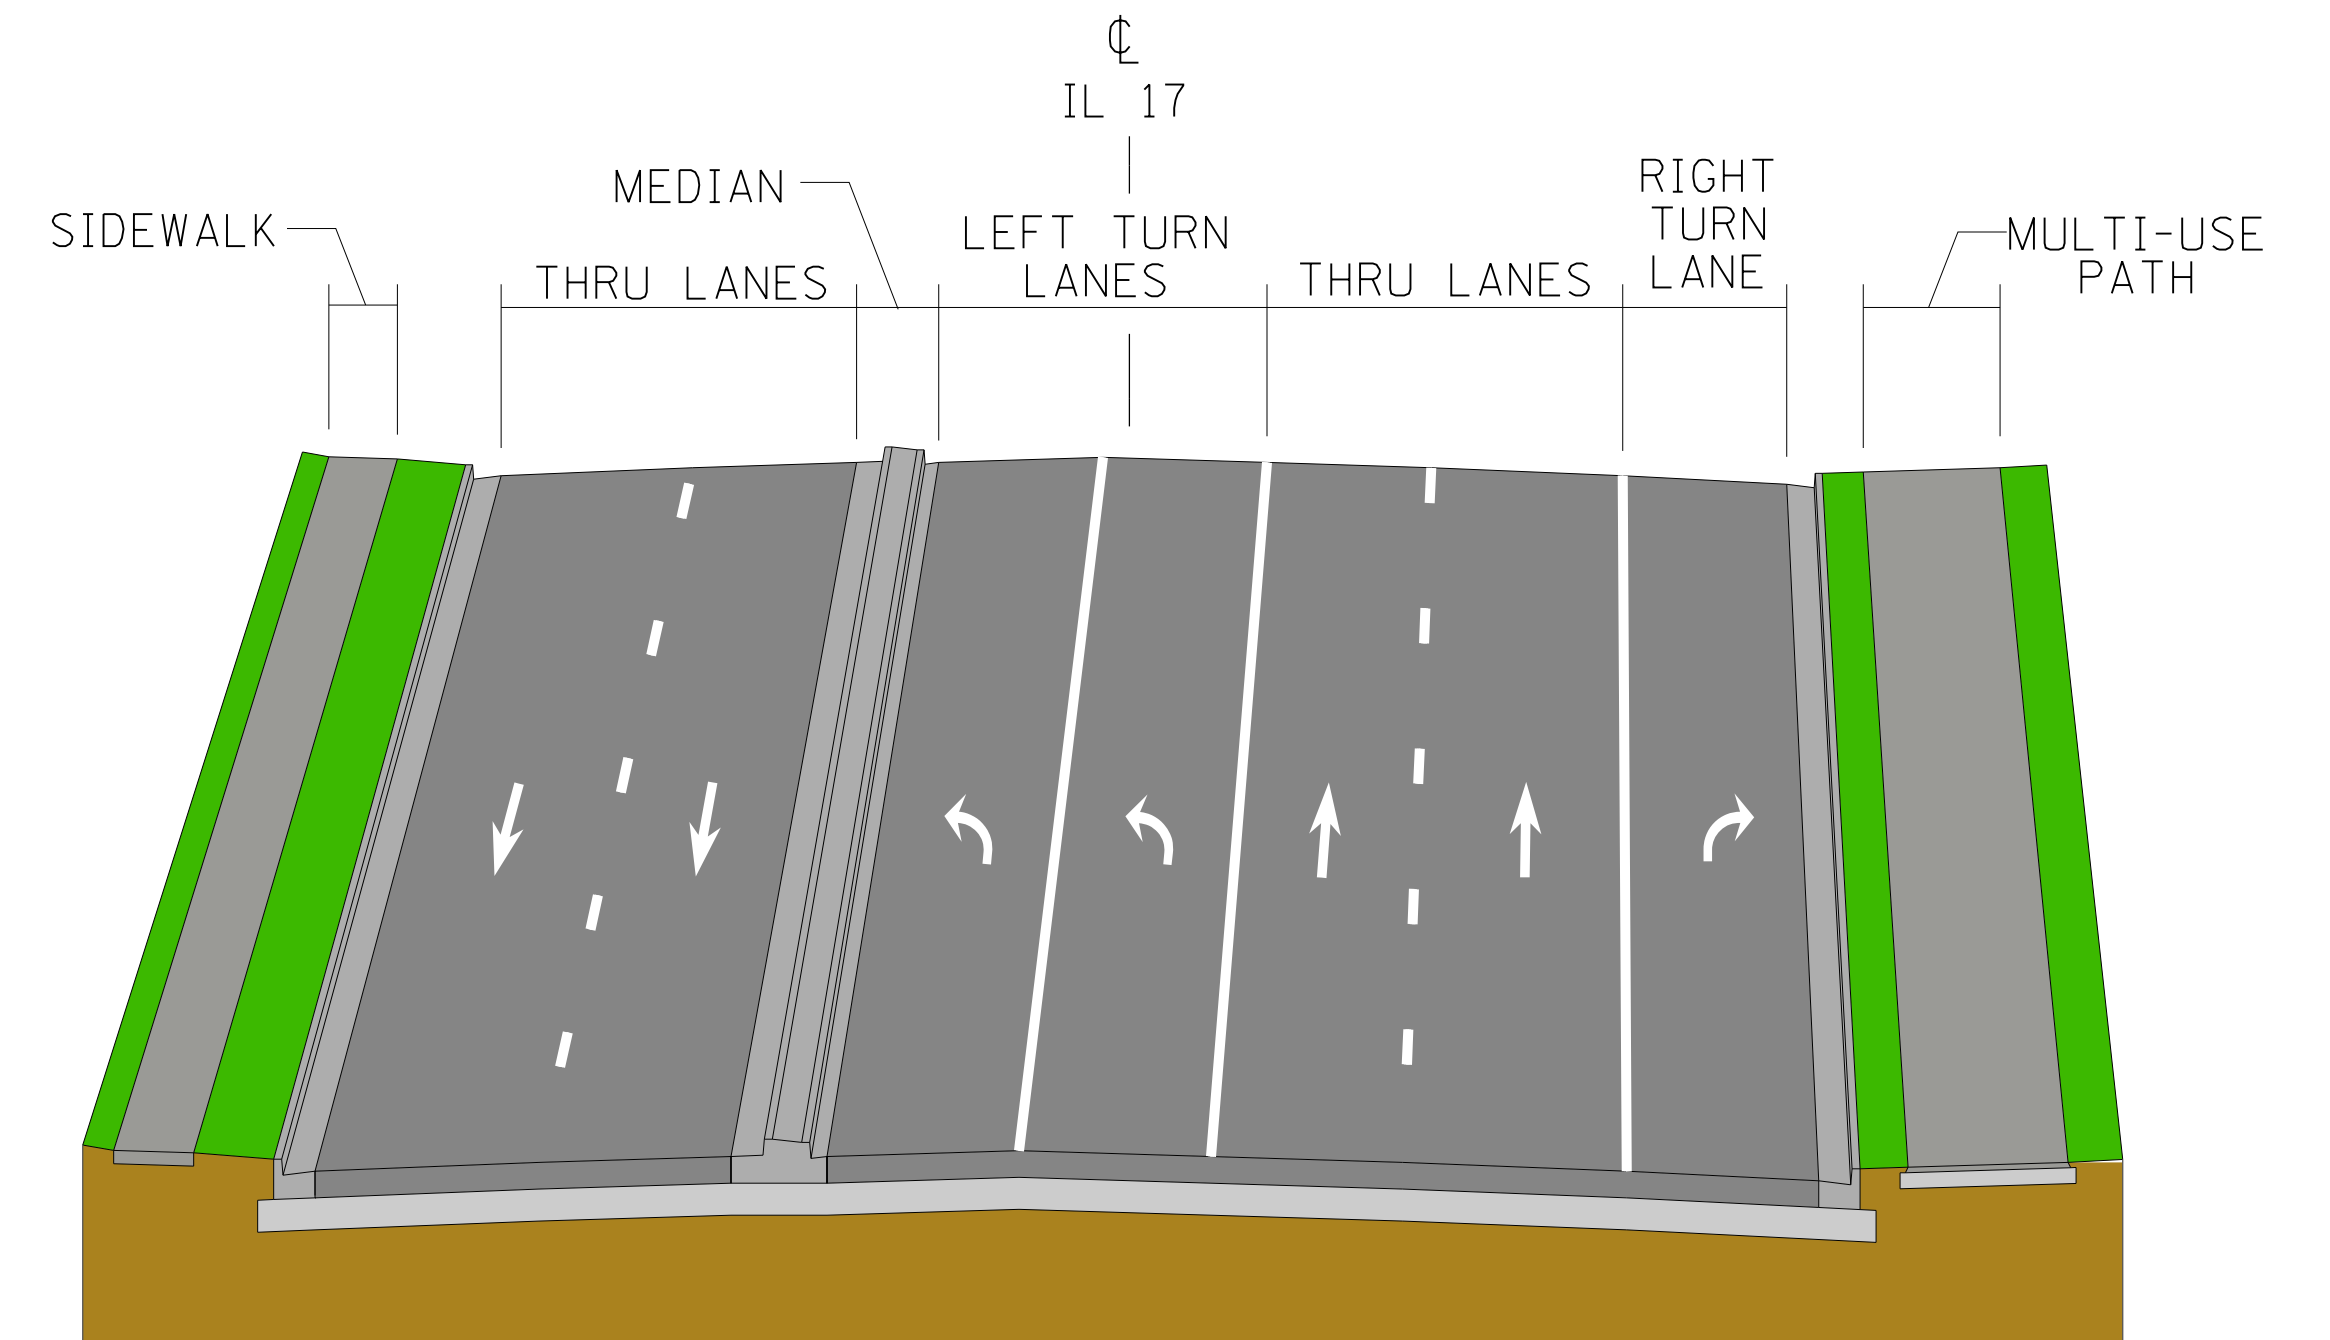 ℄
IL 17
SIDEWALK
THRU LANES
MEDIAN
LEFT TURN
LANES
THRU LANES
RIGHT
TURN
LANE
MULTI-USE
PATH